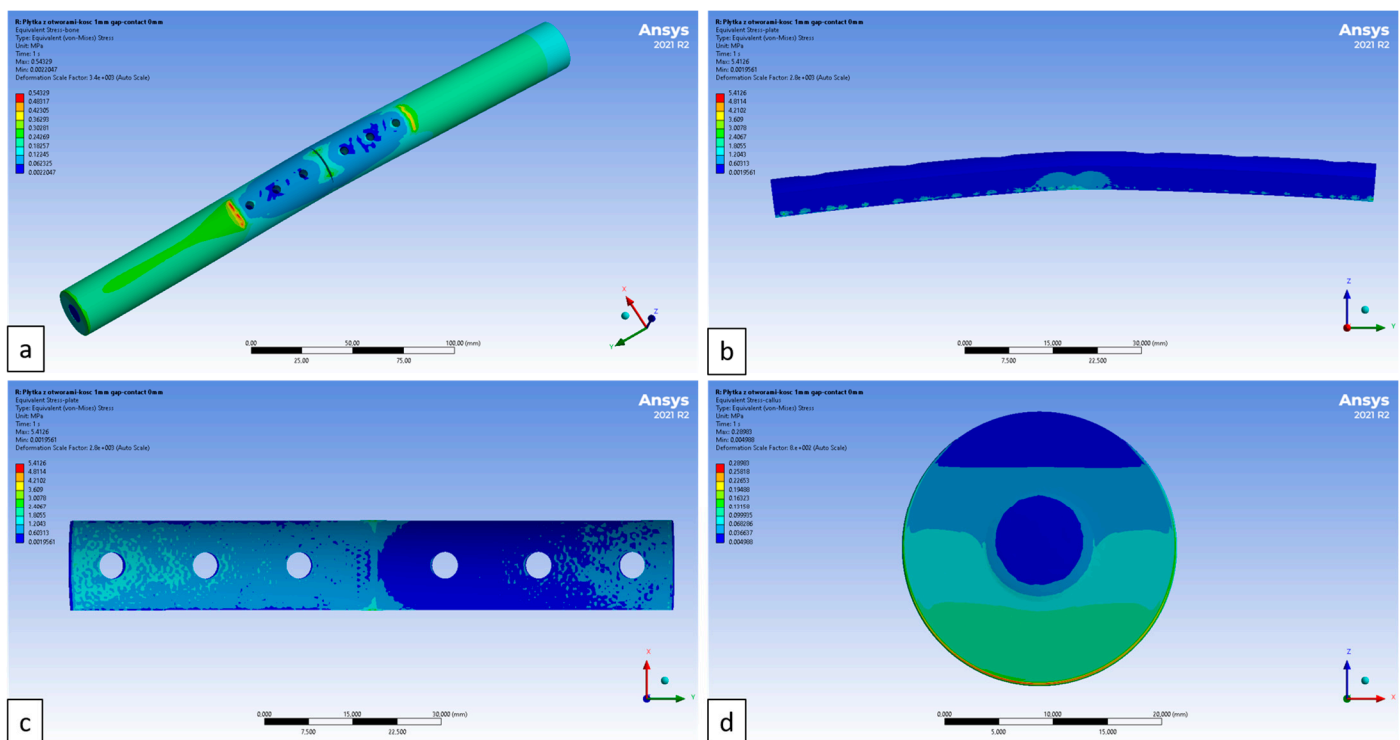 R: Płytka z otworami-kosc 1mm gap-contact 0mm
Equivalent Stress-bone
Type: Equivalent (von-Mises) Stress
Unit: MPa
Time: 1 s
Max: 0.54329
Min: 0.0022047
Deformation Scale Factor: 3.4e+003 (Auto Scale)
0.54329
0.48317
0.42305
0.36293
0.30281
0.24269
0.18257
0.12245
0.062325
0.0022047
Ansys
2021 R2
X
Z
Y
0.00
50.00
100.00 (mm)
25.00
75.00
a
R: Płytka z otworami-kosc 1mm gap-contact 0mm
Equivalent Stress-plate
Type: Equivalent (von-Mises) Stress
Unit: MPa
Time: 1 s
Max: 5.4126
Min: 0.0019561
Deformation Scale Factor: 2.8e+003 (Auto Scale)
5.4126
4.8114
4.2102
3.609
3.0078
2.4067
1.8055
1.2043
0.60313
0.0019561
Ansys
2021 R2
Z
Y
0.000
15.000
30.000 (mm)
7.500
22.500
b
R: Płytka z otworami-kosc 1mm gap-contact 0mm
Equivalent Stress-plate
Type: Equivalent (von-Mises) Stress
Unit: MPa
Time: 1 s
Max: 5.4126
Min: 0.0019561
Deformation Scale Factor: 2.8e+003 (Auto Scale)
5.4126
4.8114
4.2102
3.609
3.0078
2.4067
1.8055
1.2043
0.60313
0.0019561
Ansys
2021 R2
X
Y
0.000
15.000
30.000 (mm)
7.500
22.500
c
R: Płytka z otworami-kosc 1mm gap-contact 0mm
Equivalent Stress-callus
Type: Equivalent (von-Mises) Stress
Unit: MPa
Time: 1 s
Max: 0.28983
Min: 0.004988
Deformation Scale Factor: 8.e+002 (Auto Scale)
0.28983
0.25818
0.22653
0.19488
0.16323
0.13158
0.099935
0.068286
0.036637
0.004988
Ansys
2021 R2
Z
X
0.000
10.000
20.000 (mm)
5.000
15.000
d